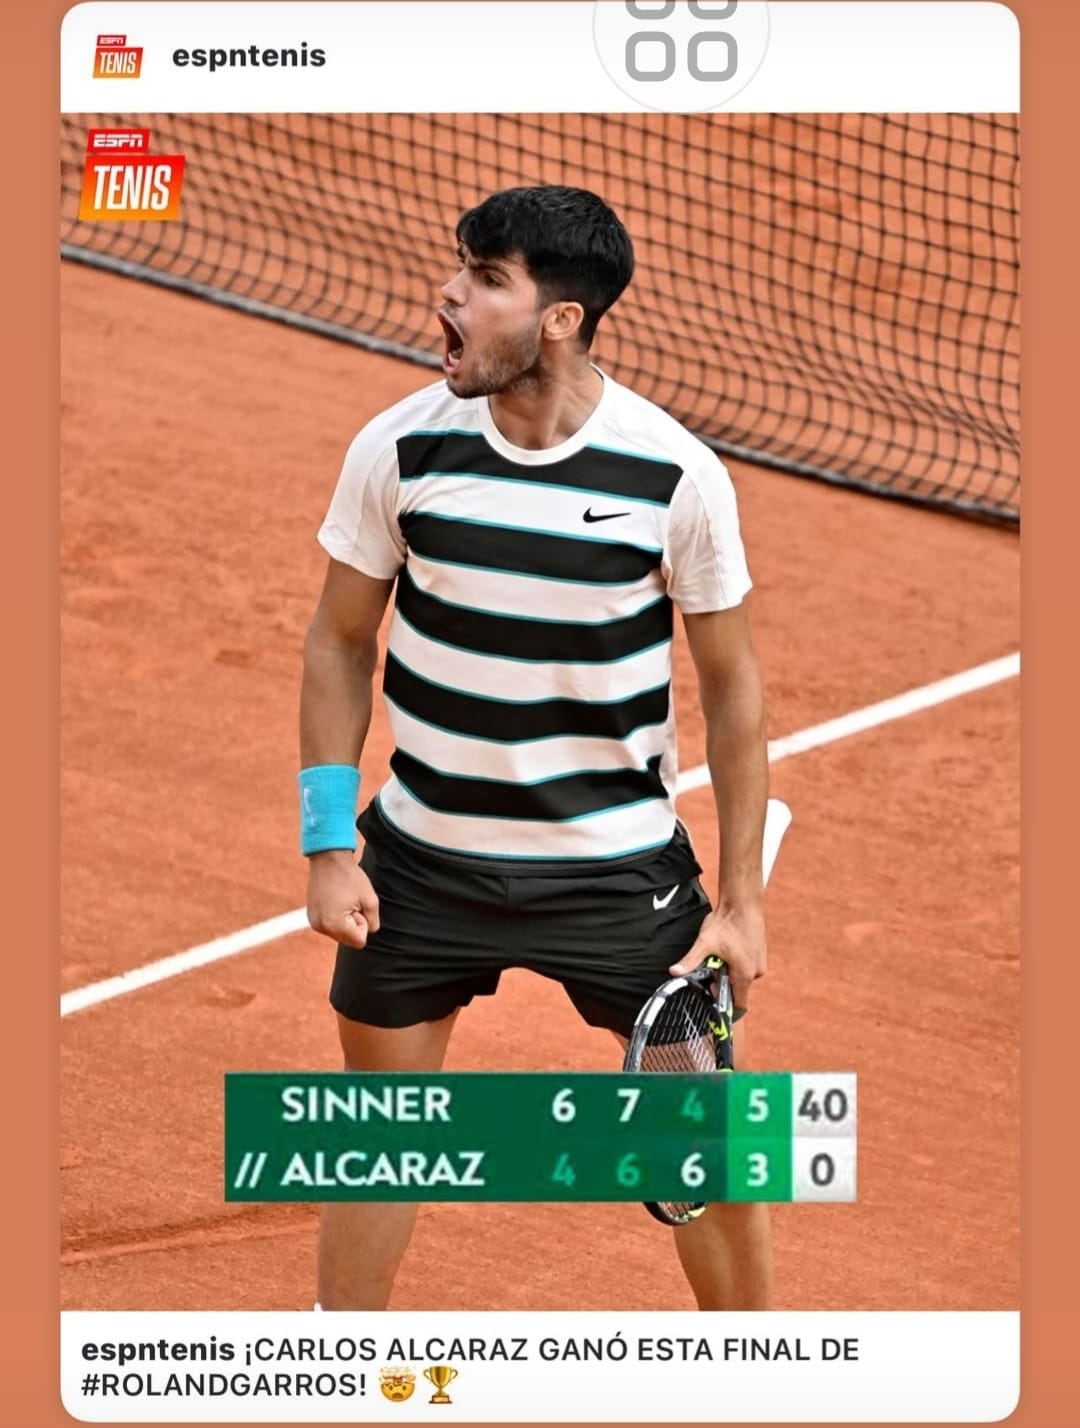 ESPN
TENIS
espntenis
ESPN
TENIS
SINNER 6 7 4 5 40
// ALCARAZ 4 6 6 3 0
espntenis ¡CARLOS ALCARAZ GANÓ ESTA FINAL DE
#ROLANDGARROS! 🤯🏆